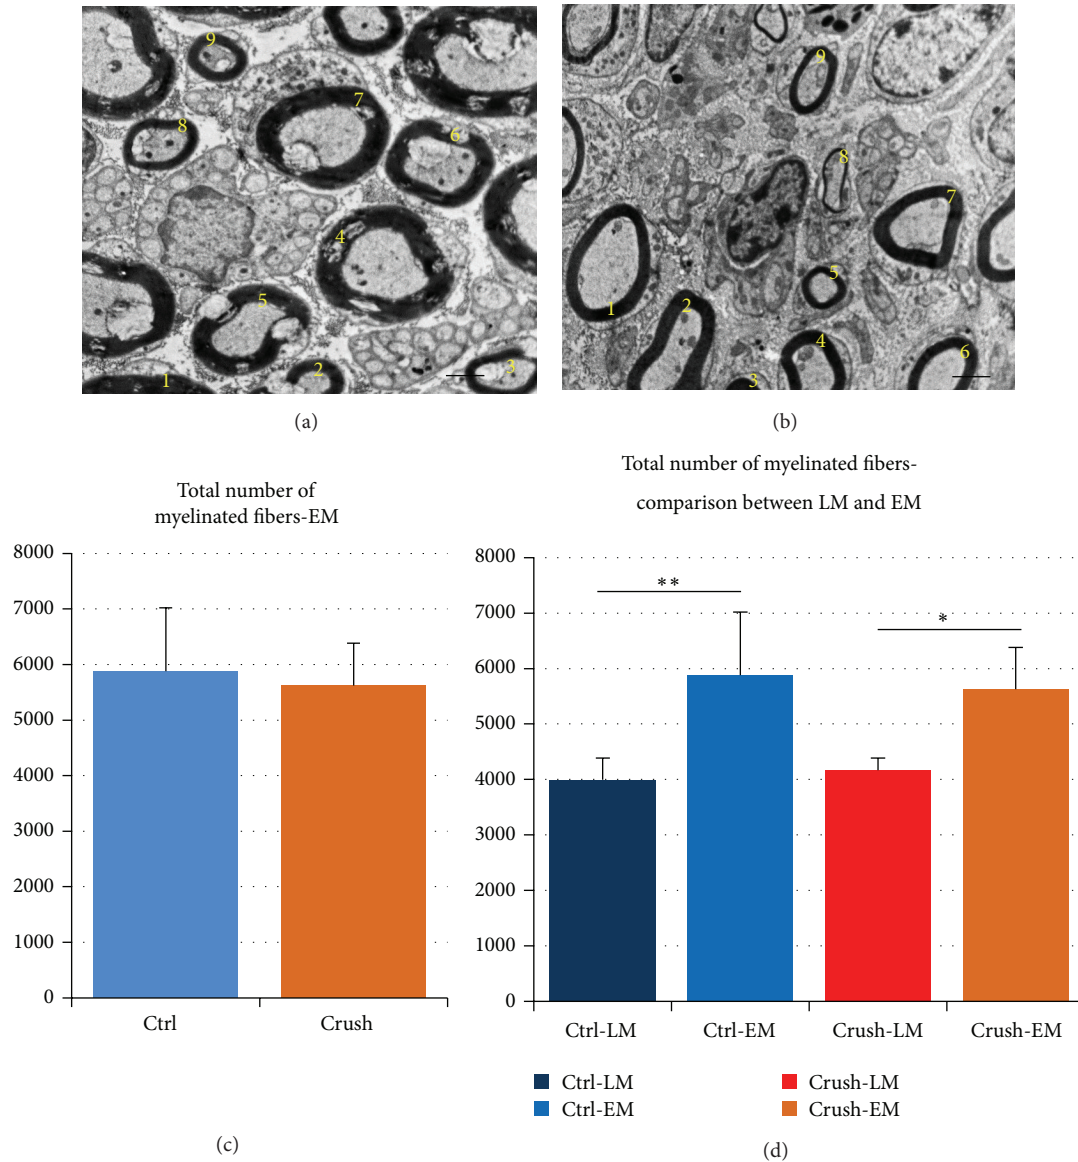 9
8
7
6
4
5
1
2
3
9
8
7
5
1
2
4
6
3
(a)
(b)
Total number of
myelinated fibers-EM
8000
7000
6000
5000
4000
3000
2000
1000
0
Ctrl
Crush
(c)
Total number of myelinated fibers-
comparison between LM and EM
8000
7000
6000
5000
4000
3000
2000
1000
0
**
*
Ctrl-LM
Ctrl-EM
Crush-LM
Crush-EM
Ctrl-LM
Crush-LM
Ctrl-EM
Crush-EM
(d)